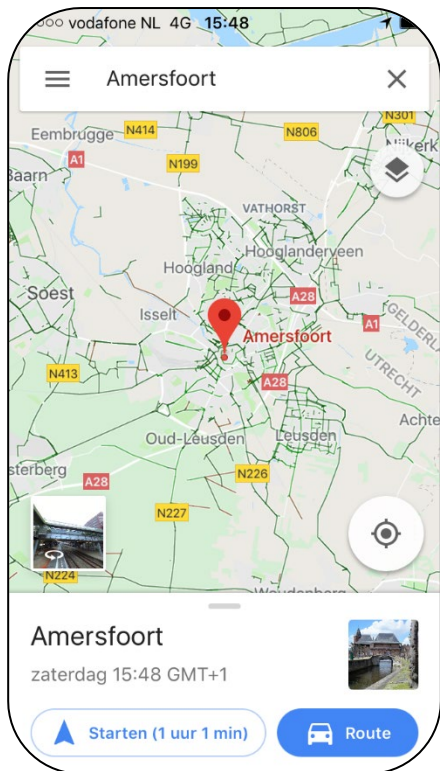 vodafone NL 4G 15:48
Amersfoort
N301
Eembrugge N414 N806
Nijkerk
A1
N199
Baarn
VATHORST
Hooglanderveen
Hoogland
Soest
A28
Isselt
A1
GELDERL
Amersfoort
UTRECHT
N413
A28
Achte
Oud-Leusden Leusden
sterberg
N226
A28
N227
N224
Woudenberg
Amersfoort
zaterdag 15:48 GMT+1
Starten (1 uur 1 min) Route